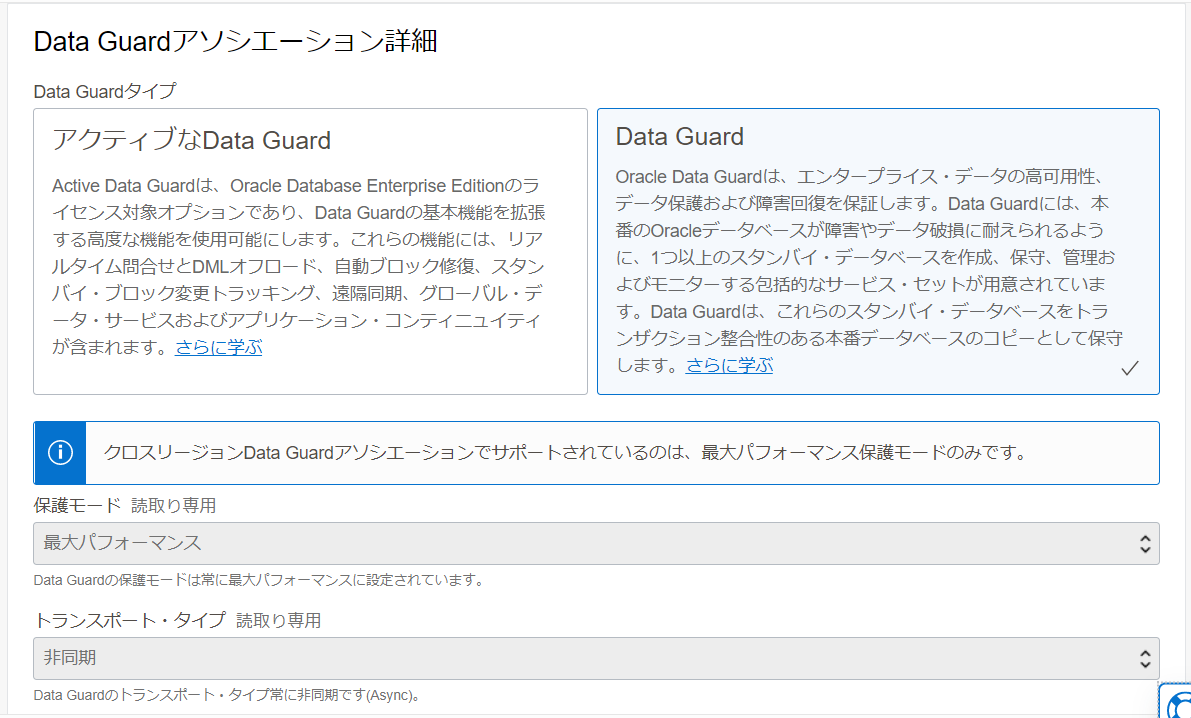 Data Guardアソシエーション詳細
Data Guardタイプ
アクティブなData Guard
Active Data Guardは、Oracle Database Enterprise Editionのラ
イセンス対象オプションであり、Data Guardの基本機能を拡張
する高度な機能を使用可能にします。これらの機能には、リア
ルタイム問合せとDMLオフロード、自動ブロック修復、スタン
バイ・ブロック変更トラッキング、遠隔同期、グローバル・デ
ータ・サービスおよびアプリケーション・コンティニュイティ
が含まれます。さらに学ぶ
Data Guard
Oracle Data Guardは、エンタープライズ・データの高可用性、
データ保護および障害回復を保証します。Data Guardには、本
番のOracleデータベースが障害やデータ破損に耐えられるよう
に、1つ以上のスタンバイ・データベースを作成、保守、管理お
よびモニターする包括的なサービス・セットが用意されていま
す。Data Guardは、これらのスタンバイ・データベースをトラ
ンザクション整合性のある本番データベースのコピーとして保守
します。さらに学ぶ
クロスリージョンData Guardアソシエーションでサポートされているのは、最大パフォーマンス保護モードのみです。
保護モード 読取り専用
最大パフォーマンス
Data Guardの保護モードは常に最大パフォーマンスに設定されています。
トランスポート・タイプ 読取り専用
非同期
Data Guardのトランスポート・タイプ常に非同期です(Async)。